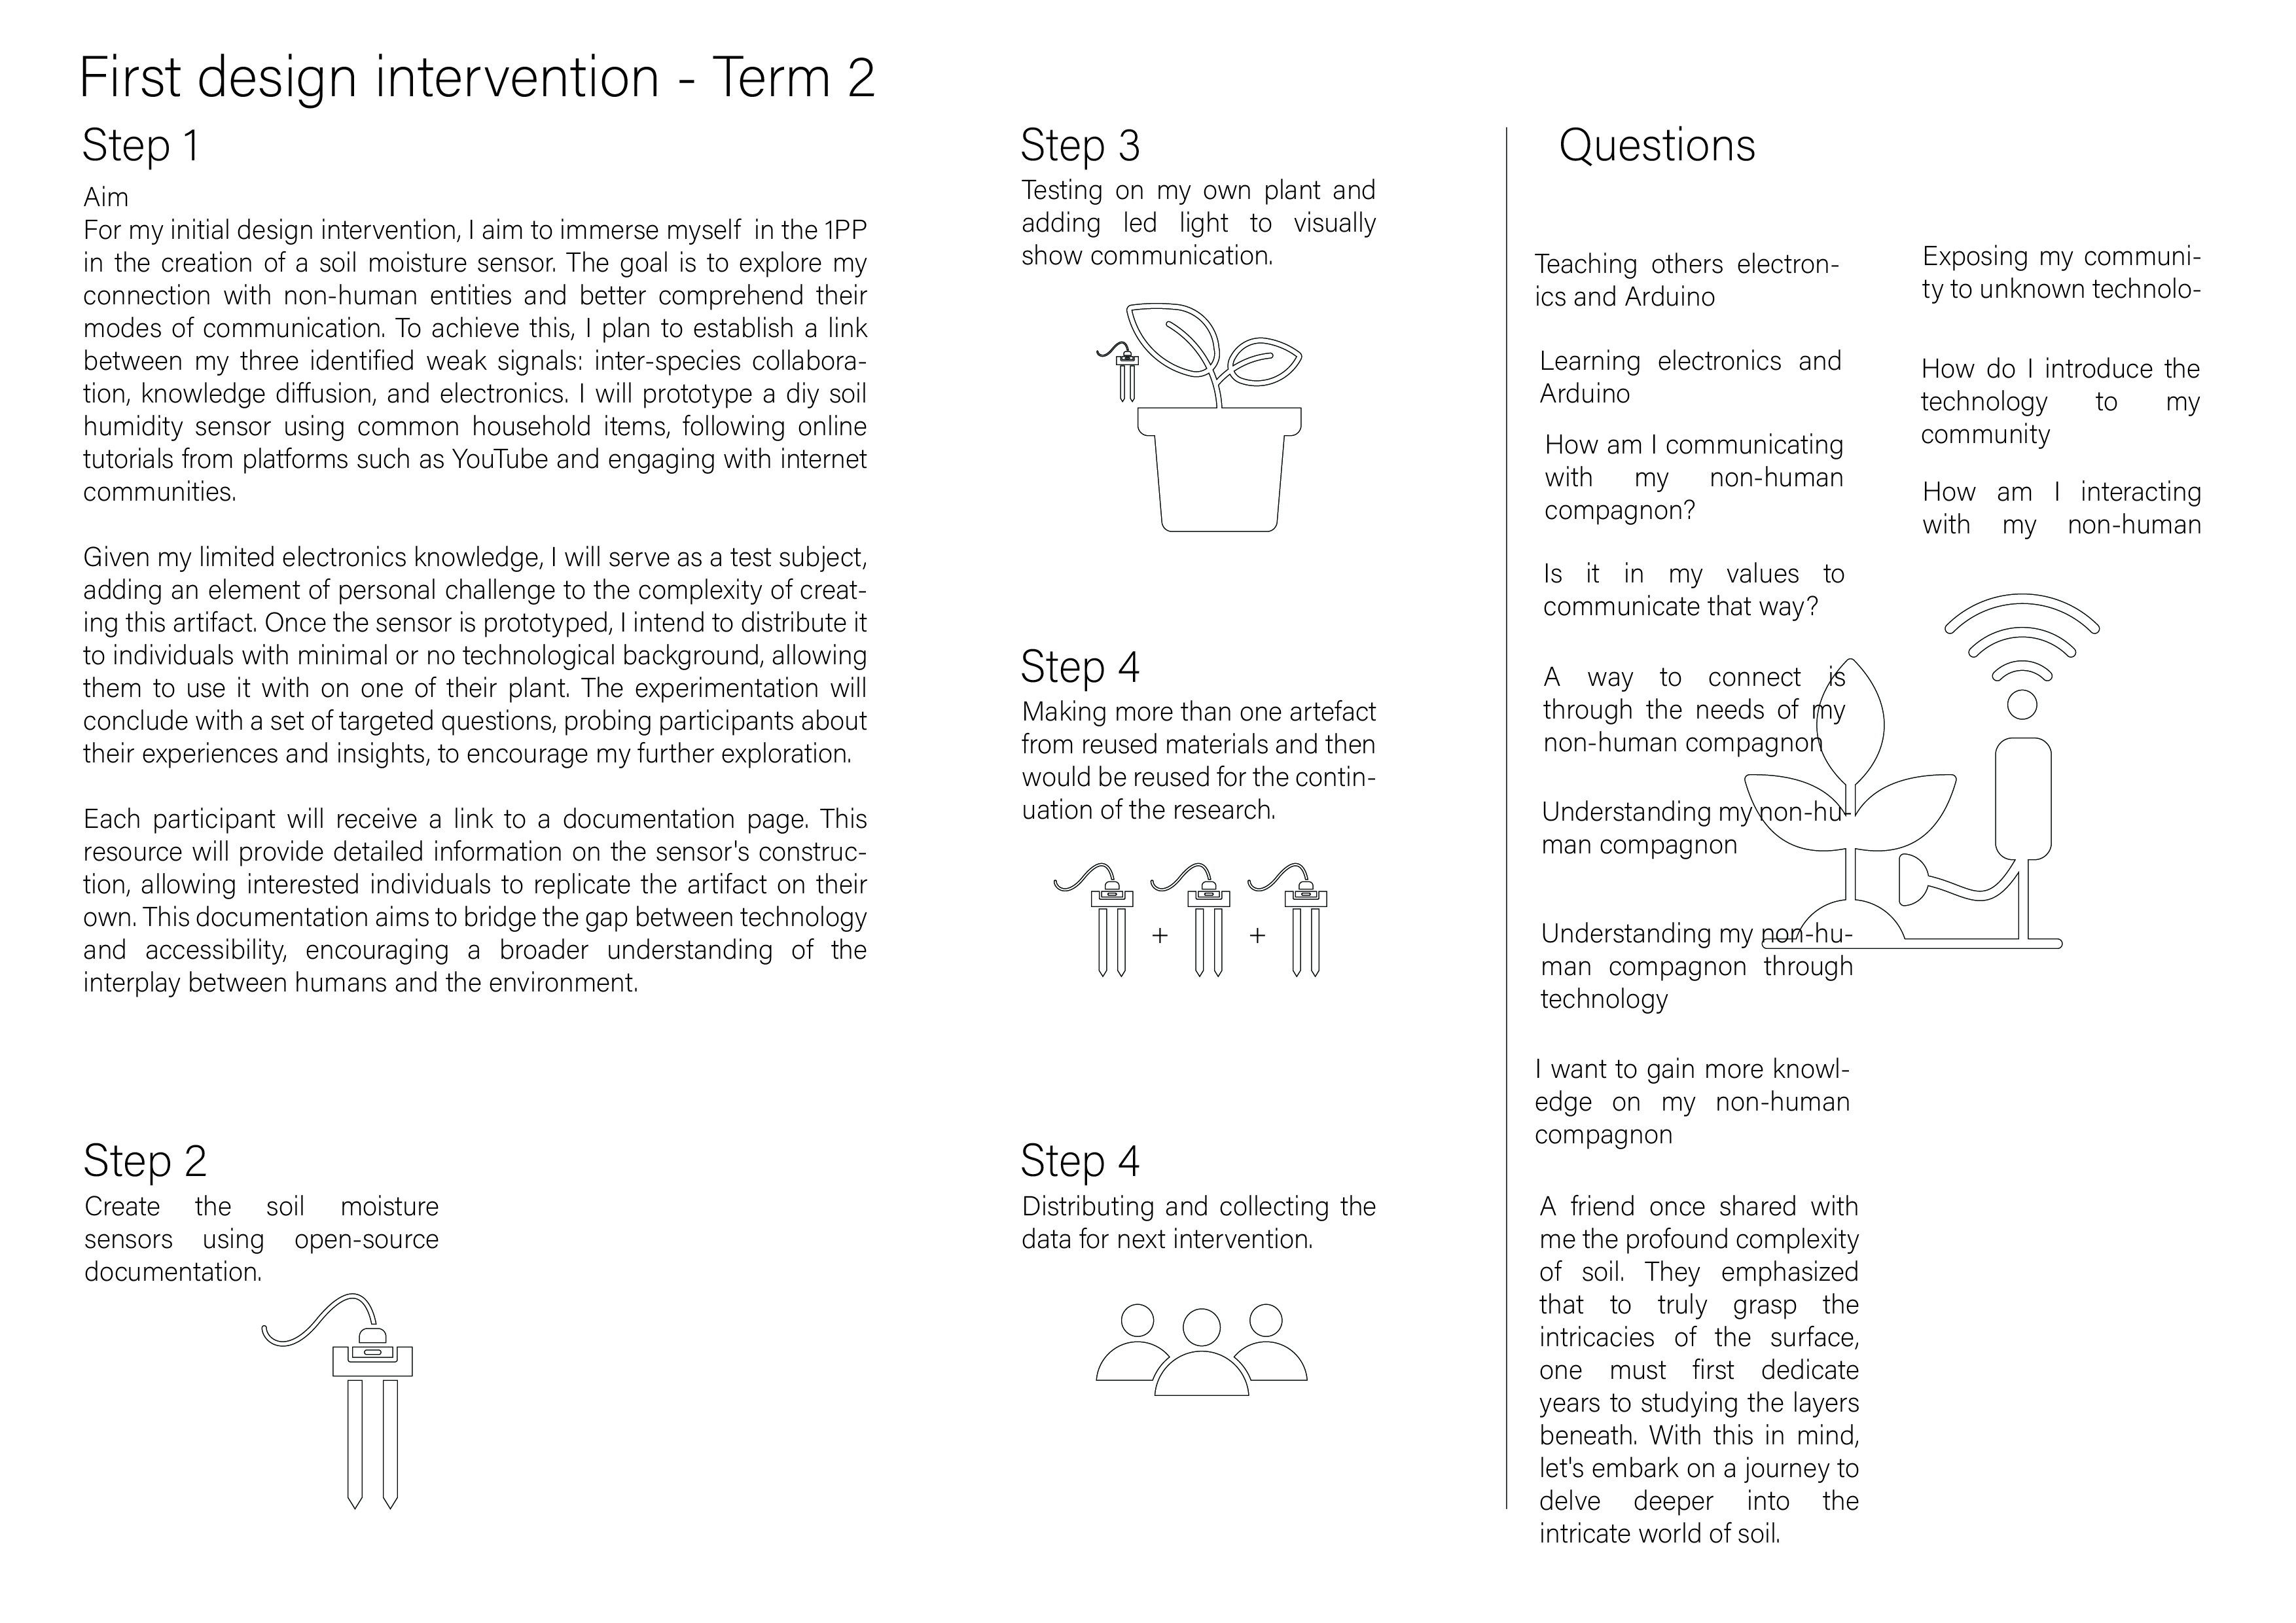 First design intervention - Term 2
Step 1
Aim
For my initial design intervention, I aim to immerse myself in the 1PP
in the creation of a soil moisture sensor. The goal is to explore my
connection with non-human entities and better comprehend their
modes of communication. To achieve this, I plan to establish a link
between my three identified weak signals: inter-species collabora-
tion, knowledge diffusion, and electronics. I will prototype a diy soil
humidity sensor using common household items, following online
tutorials from platforms such as YouTube and engaging with internet
communities.
Given my limited electronics knowledge, I will serve as a test subject,
adding an element of personal challenge to the complexity of creat-
ing this artifact. Once the sensor is prototyped, I intend to distribute it
to individuals with minimal or no technological background, allowing
them to use it with on one of their plant. The experimentation will
conclude with a set of targeted questions, probing participants about
their experiences and insights, to encourage my further exploration.
Each participant will receive a link to a documentation page. This
resource will provide detailed information on the sensor's construc-
tion, allowing interested individuals to replicate the artifact on their
own. This documentation aims to bridge the gap between technology
and accessibility, encouraging a broader understanding of the
interplay between humans and the environment.
Step 2
Create the soil moisture
sensors using open-source
documentation.
Step 3
Testing on my own plant and
adding led light to visually
show communication.
Step 4
Making more than one artefact
from reused materials and then
would be reused for the contin-
uation of the research.
+ +
Step 4
Distributing and collecting the
data for next intervention.
Questions
Teaching others electron-
ics and Arduino
Learning electronics and
Arduino
How am I communicating
with my non-human
compagnon?
Is it in my values to
communicate that way?
A way to connect is
through the needs of my
non-human compagnon
Understanding my non-hu-
man compagnon
Understanding my non-hu-
man compagnon through
technology
I want to gain more knowl-
edge on my non-human
compagnon
A friend once shared with
me the profound complexity
of soil. They emphasized
that to truly grasp the
intricacies of the surface,
one must first dedicate
years to studying the layers
beneath. With this in mind,
let's embark on a journey to
delve deeper into the
intricate world of soil.
Exposing my communi-
ty to unknown technolo-
How do I introduce the
technology to my
community
How am I interacting
with my non-human